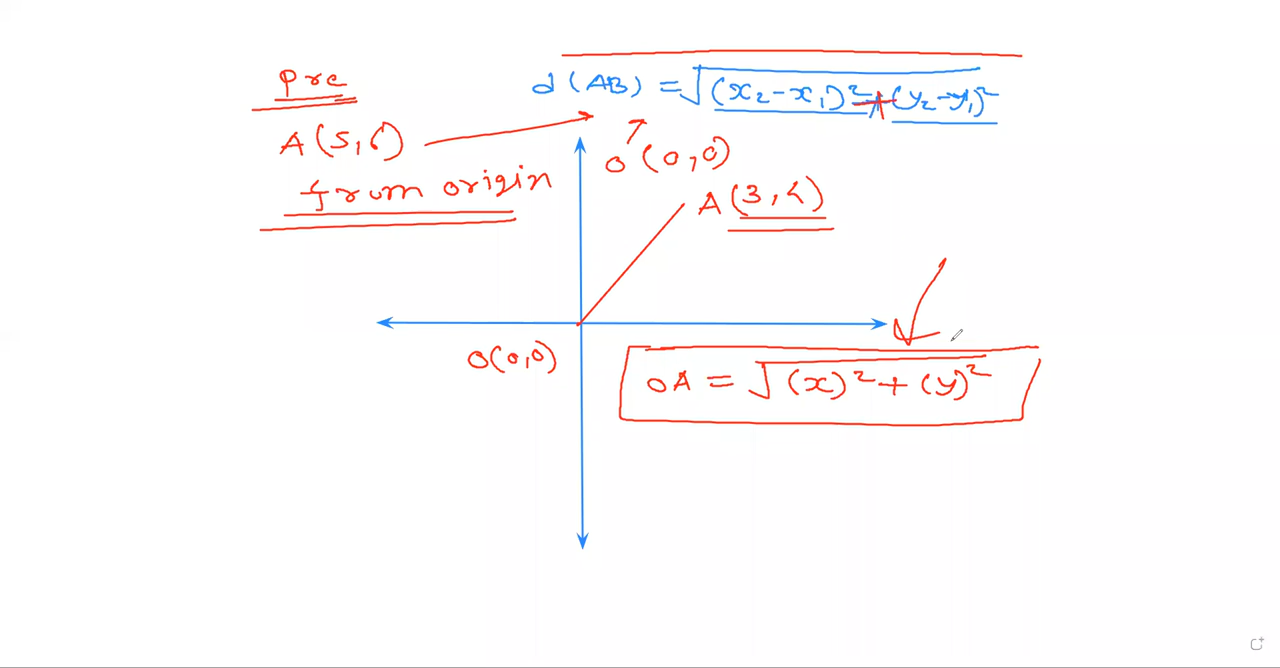 Pre
d(AB) = √(x₂-x₁)²+(y₂-y₁)²
A(5,6)
O(0,0)
from origin
A(3,4)
O(0,0)
OA = √(x)²+(y)²